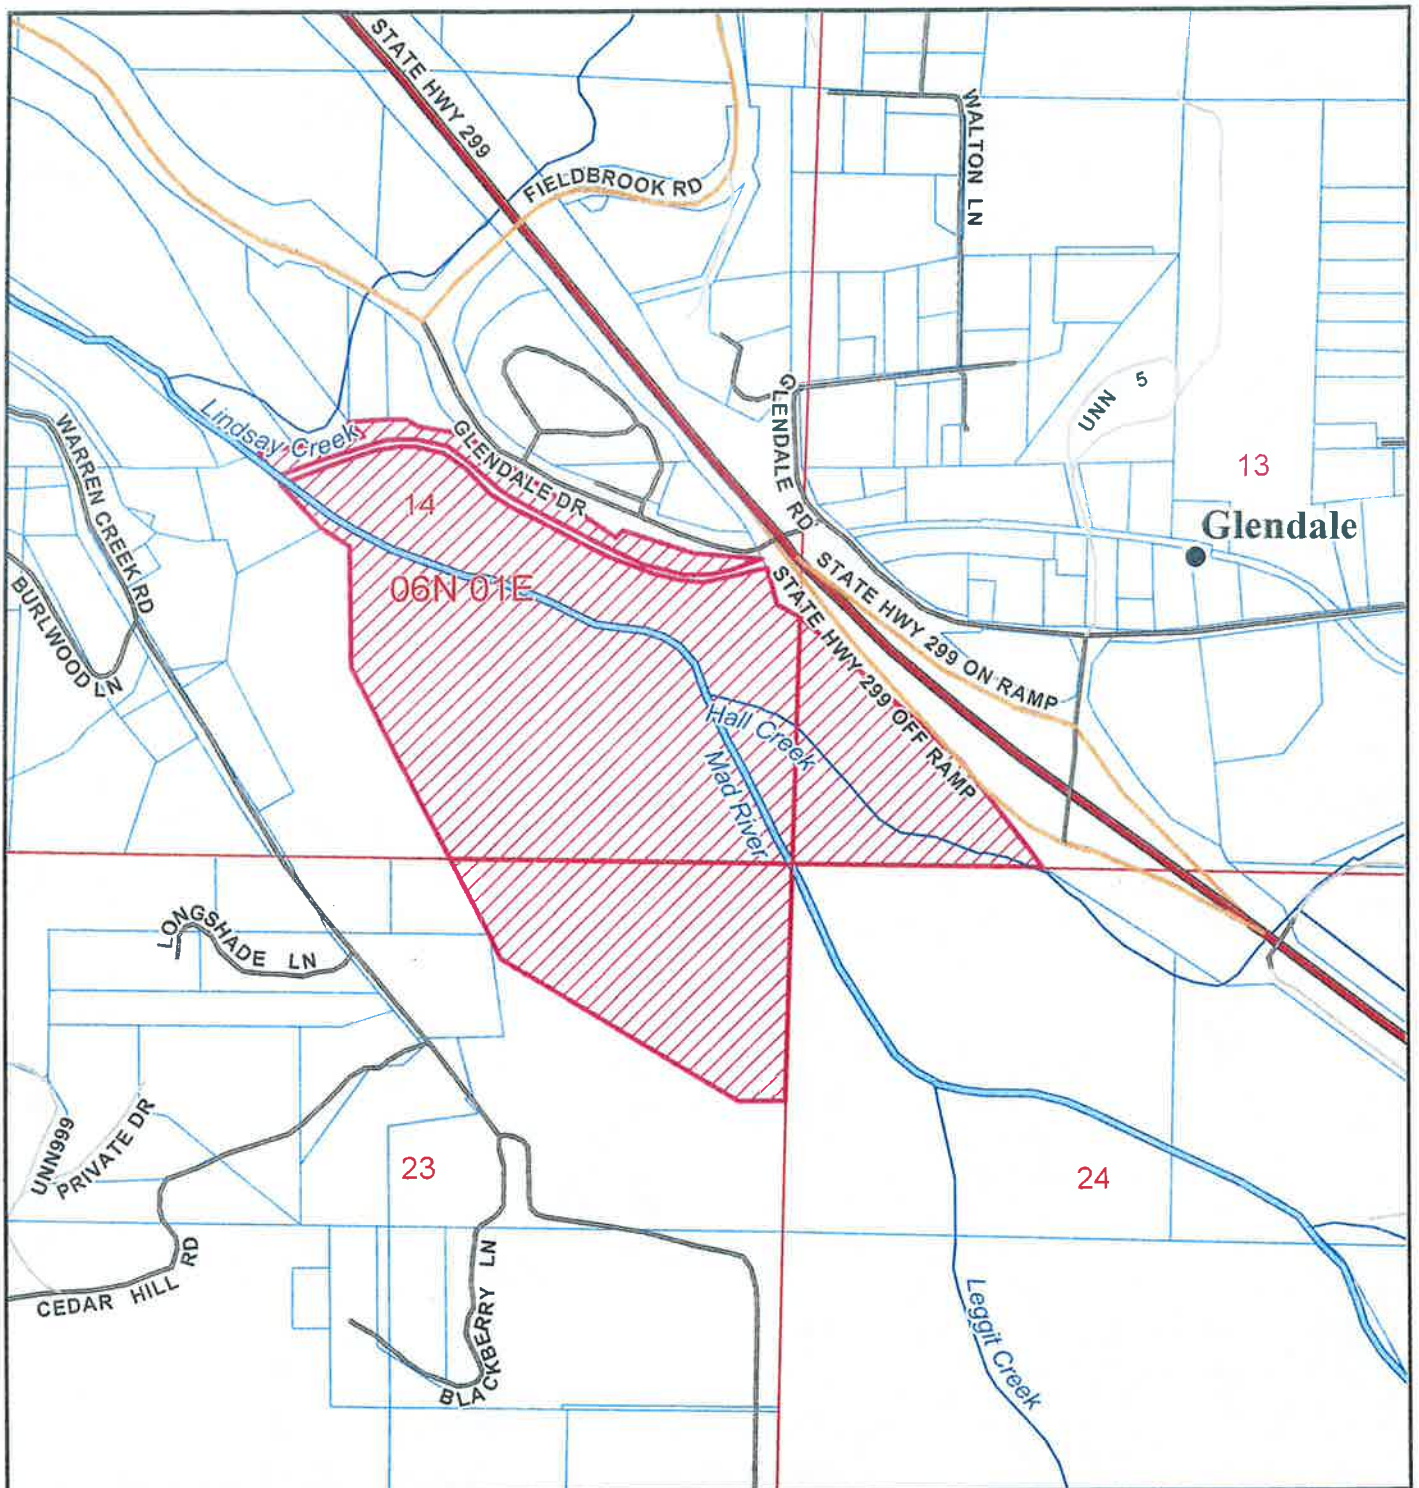 STATE HWY 299
FIELDBROOK RD
WALTON LN
GLENDALE RD
UNN 5
13
Glendale
Lindsay Creek
GLENDALE DR
14
06N 01E
WARREN CREEK RD
BURLWOOD LN
STATE HWY 299 ON RAMP
STATE HWY 299 OFF RAMP
Hall Creek
Mad River
LONGSHADE LN
UNN999
PRIVATE DR
23
24
CEDAR HILL RD
BLACKBERRY LN
Leggit Creek